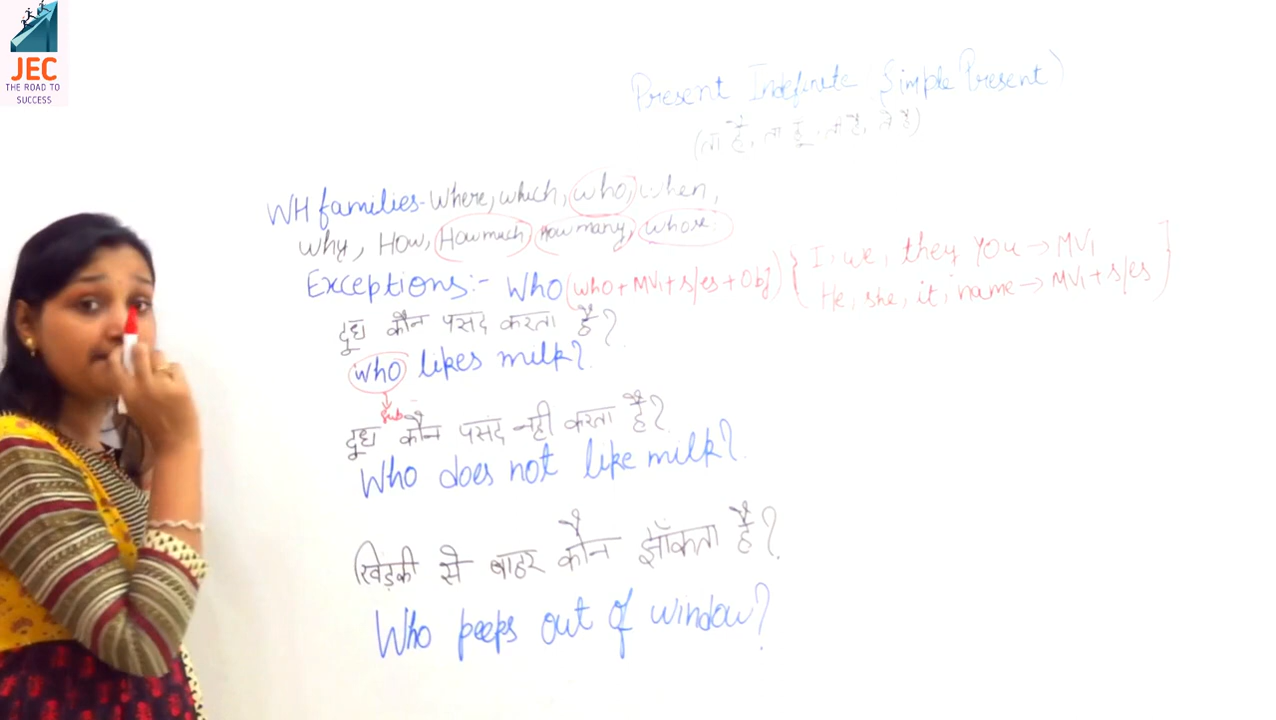 JEC
THE ROAD TO
SUCCESS
Present Indefinite (Simple Present)
(ता है, ता हूँ, ती है, ते हैं)
WH families - Where, which, who, when,
why, How, How much, How many, whose.
Exceptions:- Who (who + MV1 + s/es + Obj) { I, we, they You → MV1
He, she, it, name → MV1 + s/es ]
दूध कौन पसंद करता है?
who likes milk?
Sub
दूध कौन पसंद नही करता है?
Who does not like milk?
खिड़की से बाहर कौन झाँकता है?
Who peeps out of window?